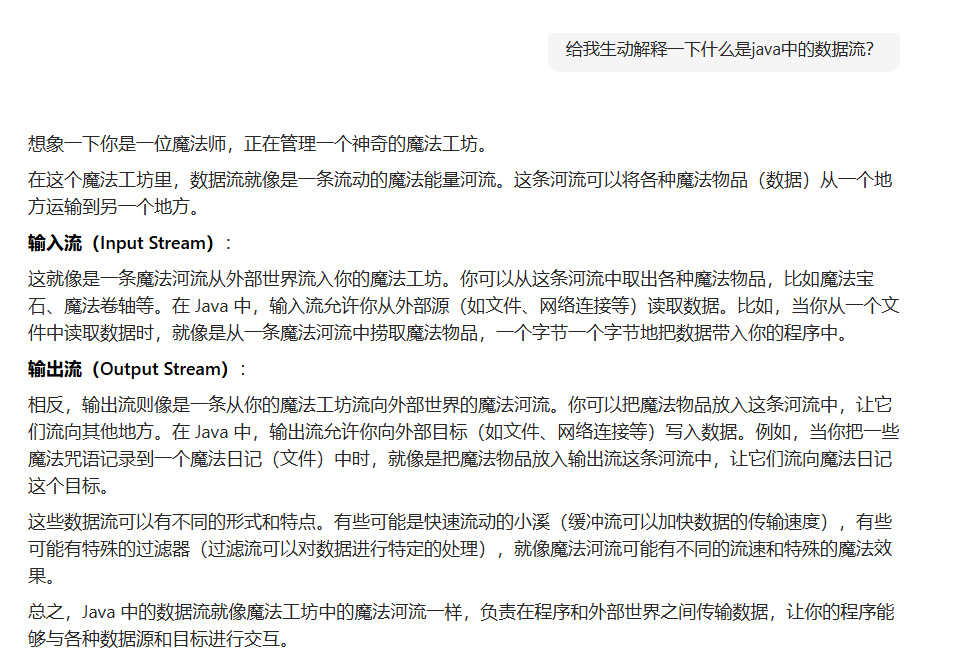 给我生动解释一下什么是java中的数据流？
想象一下你是一位魔法师，正在管理一个神奇的魔法工坊。
在这个魔法工坊里，数据流就像是一条流动的魔法能量河流。这条河流可以将各种魔法物品（数据）从一个地
方运输到另一个地方。
输入流（Input Stream）：
这就像是一条魔法河流从外部世界流入你的魔法工坊。你可以从这条河流中取出各种魔法物品，比如魔法宝
石、魔法卷轴等。在 Java 中，输入流允许你从外部源（如文件、网络连接等）读取数据。比如，当你从一个文
件中读取数据时，就像是从一条魔法河流中捞取魔法物品，一个字节一个字节地把数据带入你的程序中。
输出流（Output Stream）：
相反，输出流则像是一条从你的魔法工坊流向外部世界的魔法河流。你可以把魔法物品放入这条河流中，让它
们流向其他地方。在 Java 中，输出流允许你向外部目标（如文件、网络连接等）写入数据。例如，当你把一些
魔法咒语记录到一个魔法日记（文件）中时，就像是把魔法物品放入输出流这条河流中，让它们流向魔法日记
这个目标。
这些数据流可以有不同的形式和特点。有些可能是快速流动的小溪（缓冲流可以加快数据的传输速度），有些
可能有特殊的过滤器（过滤流可以对数据进行特定的处理），就像魔法河流可能有不同的流速和特殊的魔法效
果。
总之，Java 中的数据流就像魔法工坊中的魔法河流一样，负责在程序和外部世界之间传输数据，让你的程序能
够与各种数据源和目标进行交互。